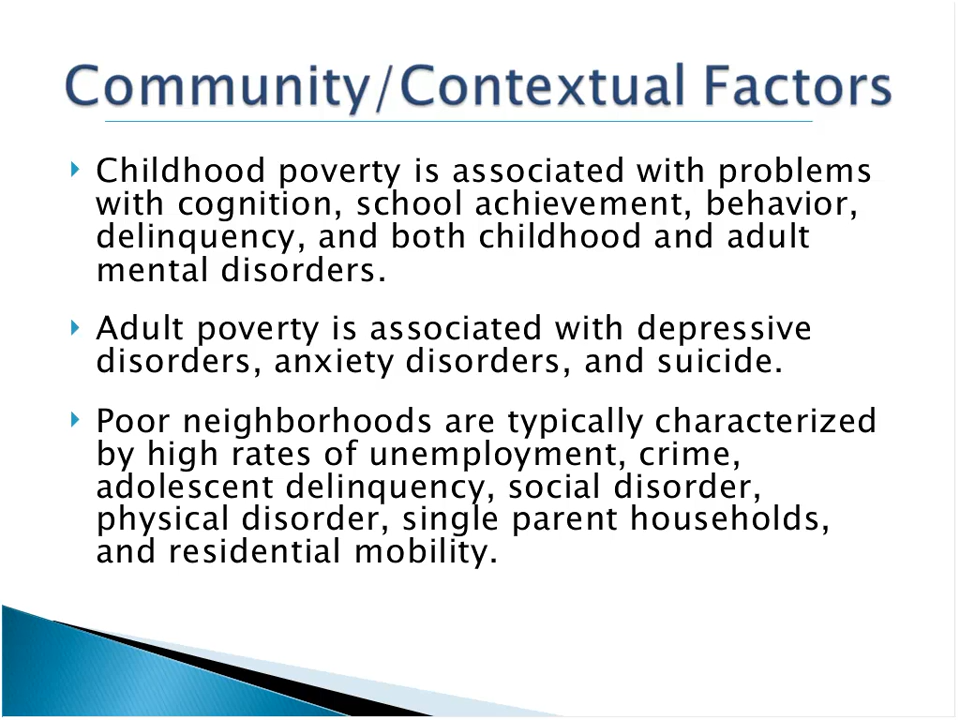 Community/Contextual Factors
Childhood poverty is associated with problems
with cognition, school achievement, behavior,
delinquency, and both childhood and adult
mental disorders.
Adult poverty is associated with depressive
disorders, anxiety disorders, and suicide.
Poor neighborhoods are typically characterized
by high rates of unemployment, crime,
adolescent delinquency, social disorder,
physical disorder, single parent households,
and residential mobility.